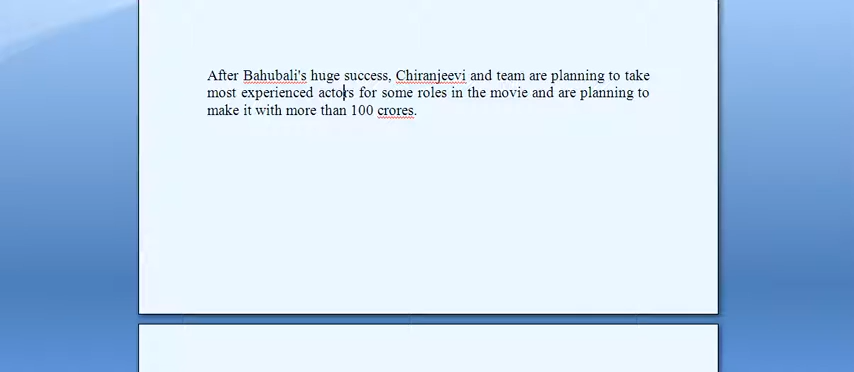 After Bahubali's huge success, Chiranjeevi and team are planning to take
most experienced actors for some roles in the movie and are planning to
make it with more than 100 crores.